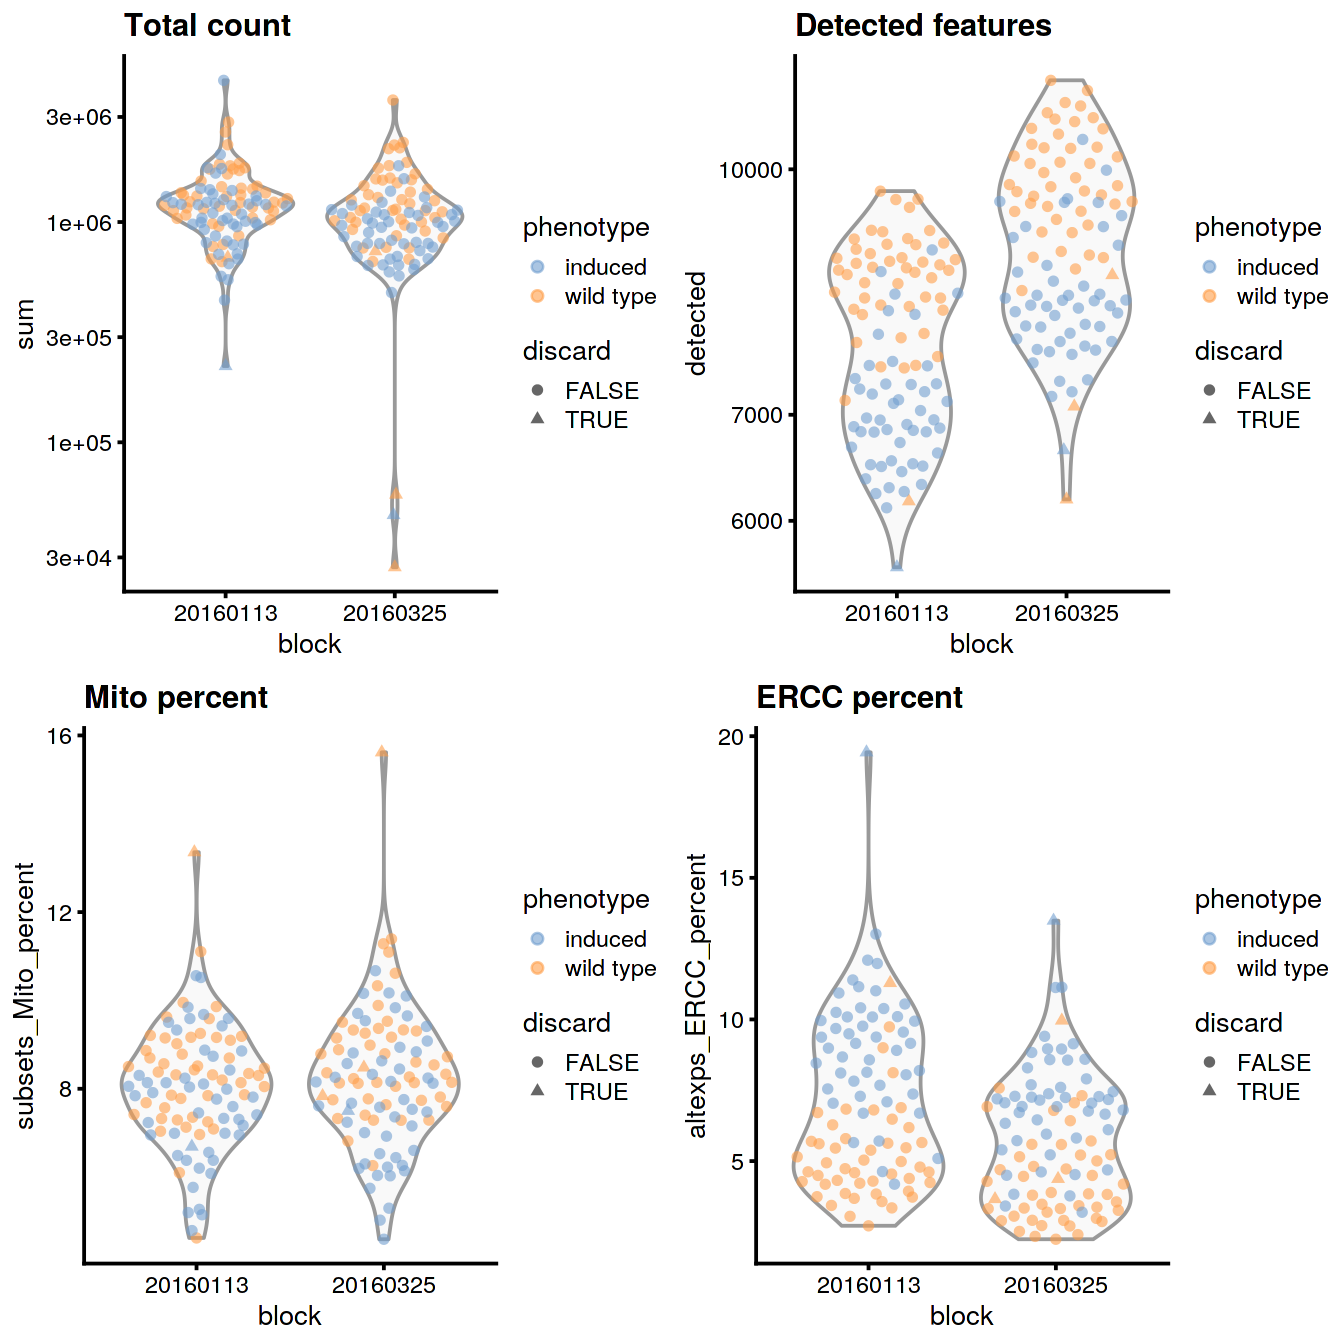 Total count
sum
3e+06
1e+06
3e+05
1e+05
3e+04
20160113 20160325
block
phenotype
induced
wild type
discard
FALSE
TRUE
Detected features
detected
10000
7000
6000
20160113 20160325
block
phenotype
induced
wild type
discard
FALSE
TRUE
Mito percent
subsets_Mito_percent
16
12
8
20160113 20160325
block
phenotype
induced
wild type
discard
FALSE
TRUE
ERCC percent
altexps_ERCC_percent
20
15
10
5
20160113 20160325
block
phenotype
induced
wild type
discard
FALSE
TRUE